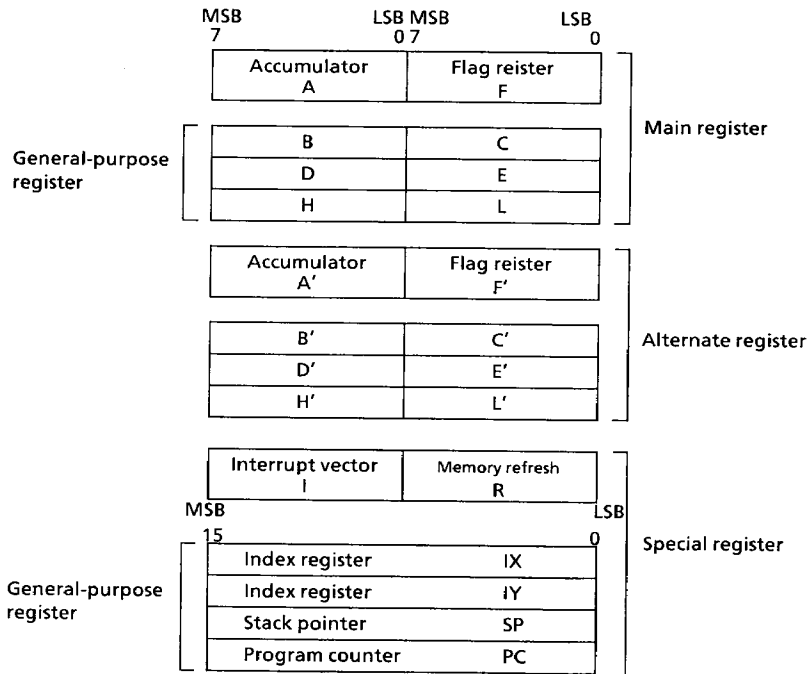 MSB LSB MSB LSB
7 0 7 0
Accumulator Flag reister
A F
Main register
General-purpose
register
B C
D E
H L
Accumulator Flag reister
A' F'
Alternate register
B' C'
D' E'
H' L'
Interrupt vector Memory refresh
I R
MSB LSB
15 0
Special register
General-purpose
register
Index register IX
Index register IY
Stack pointer SP
Program counter PC